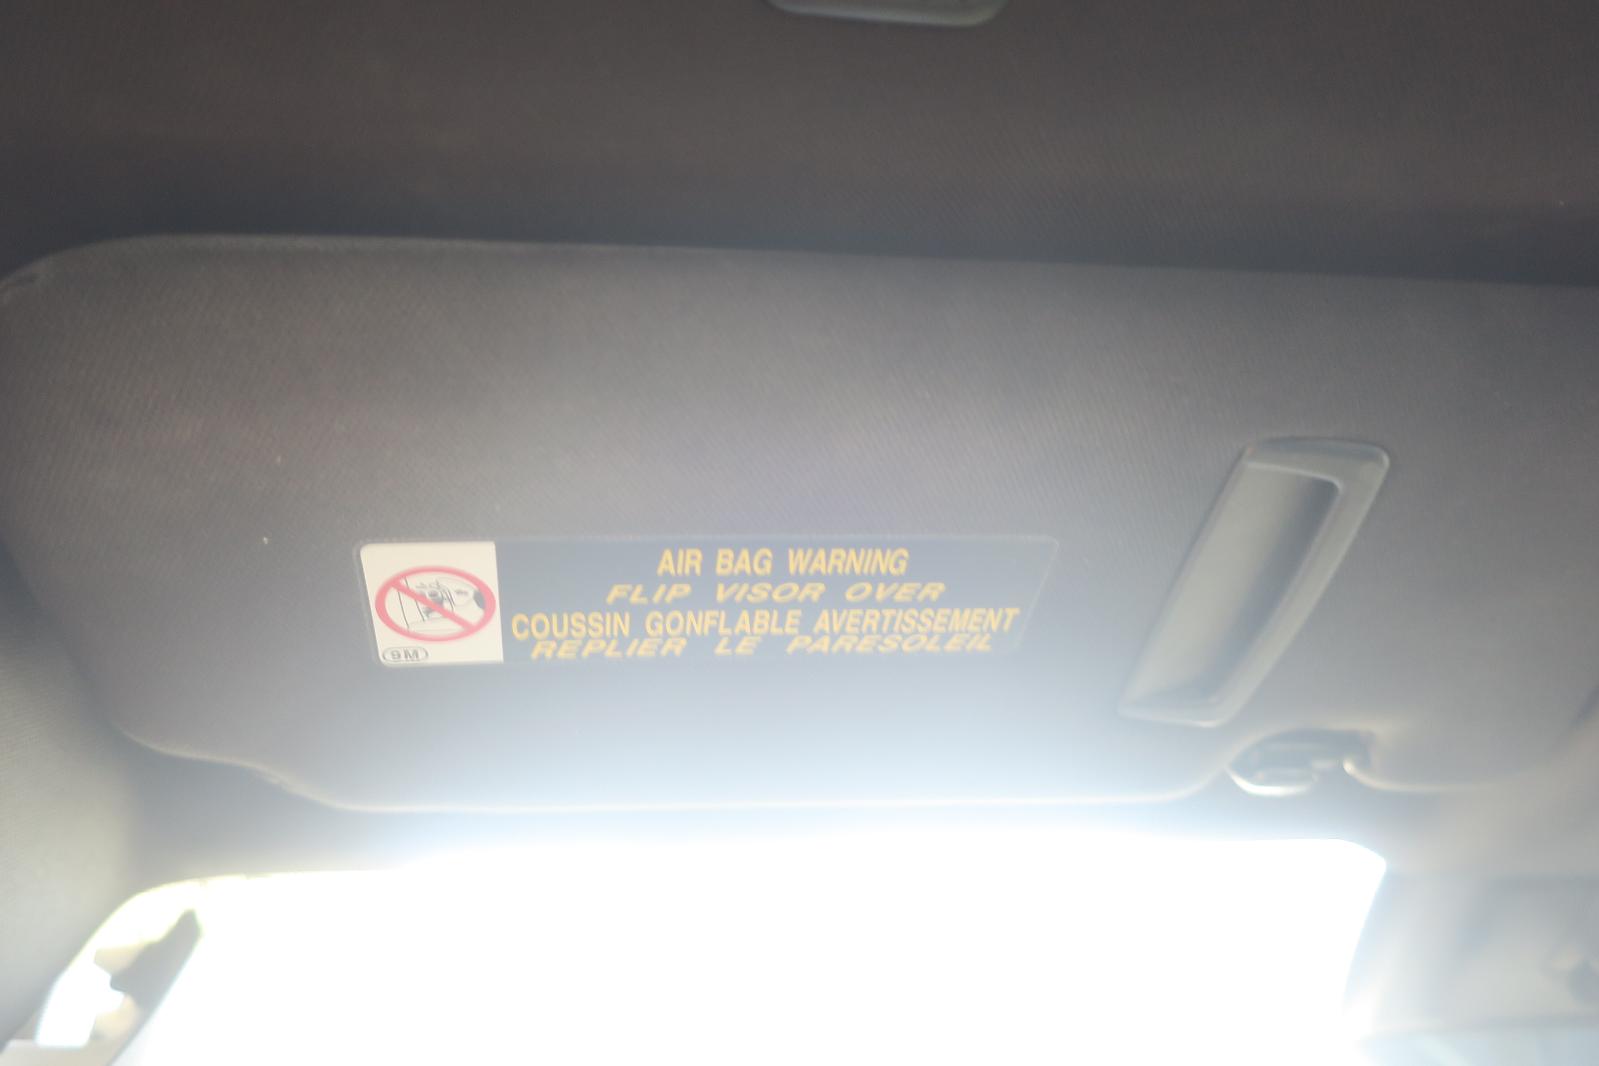 AIR BAG WARNING
FLIP VISOR OVER
COUSSIN GONFLABLE AVERTISSEMENT
REPLIER LE PARESOLEIL
9M